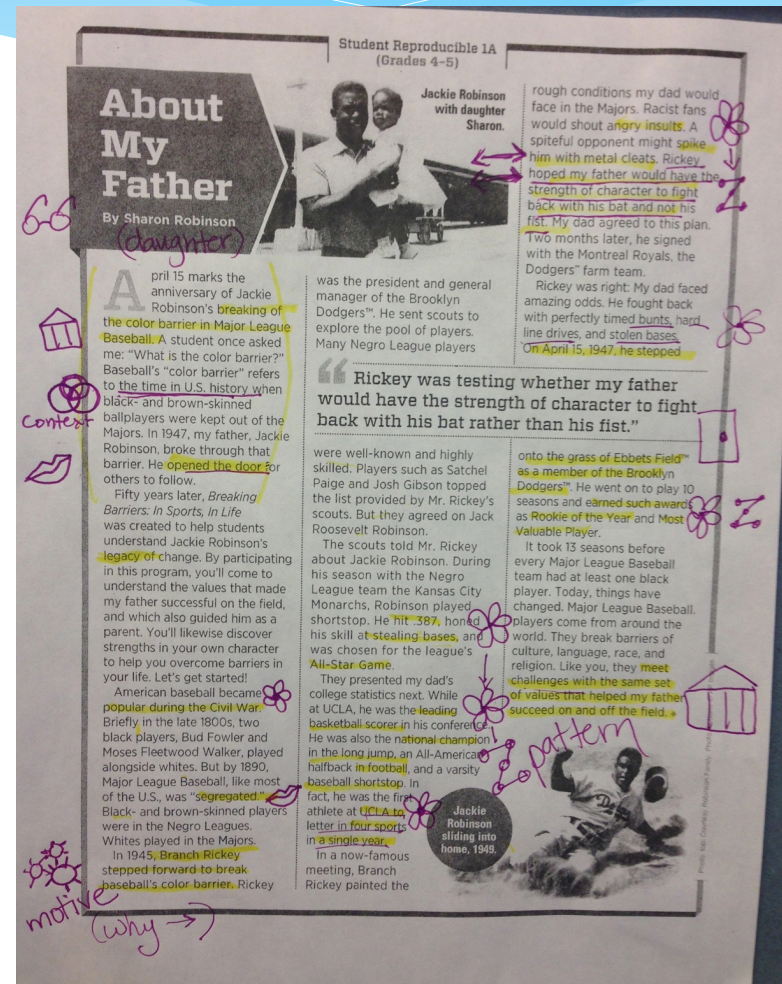 Student Reproducible 1A
(Grades 4–5)
About
My
Father
By Sharon Robinson
(daughter)
6-6
Jackie Robinson
with daughter
Sharon.
April 15 marks the
anniversary of Jackie
Robinson's breaking of
the color barrier in Major League
Baseball. A student once asked
me: "What is the color barrier?"
Baseball's "color barrier" refers
to the time in U.S. history when
black- and brown-skinned
ballplayers were kept out of the
Majors. In 1947, my father, Jackie
Robinson, broke through that
barrier. He opened the door for
others to follow.
Fifty years later, Breaking
Barriers: In Sports, In Life
was created to help students
understand Jackie Robinson's
legacy of change. By participating
in this program, you'll come to
understand the values that made
my father successful on the field,
and which also guided him as a
parent. You'll likewise discover
strengths in your own character
to help you overcome barriers in
your life. Let's get started!
American baseball became
popular during the Civil War.
Briefly in the late 1800s, two
black players, Bud Fowler and
Moses Fleetwood Walker, played
alongside whites. But by 1890,
Major League Baseball, like most
of the U.S., was "segregated."
Black- and brown-skinned players
were in the Negro Leagues.
Whites played in the Majors.
In 1945, Branch Rickey
stepped forward to break
baseball's color barrier. Rickey
context
motive
(why →)
was the president and general
manager of the Brooklyn
Dodgers™. He sent scouts to
explore the pool of players.
Many Negro League players
"Rickey was testing whether my father
would have the strength of character to fight
back with his bat rather than his fist."
were well-known and highly
skilled. Players such as Satchel
Paige and Josh Gibson topped
the list provided by Mr. Rickey's
scouts. But they agreed on Jack
Roosevelt Robinson.
The scouts told Mr. Rickey
about Jackie Robinson. During
his season with the Negro
League team the Kansas City
Monarchs, Robinson played
shortstop. He hit .387, honed
his skill at stealing bases, and
was chosen for the league's
All-Star Game.
They presented my dad's
college statistics next. While
at UCLA, he was the leading
basketball scorer in his conference.
He was also the national champion
in the long jump, an All-American
halfback in football, and a varsity
baseball shortstop. In
fact, he was the first
athlete at UCLA to
letter in four sports
in a single year.
In a now-famous
meeting, Branch
Rickey painted the
rough conditions my dad would
face in the Majors. Racist fans
would shout angry insults. A
spiteful opponent might spike
him with metal cleats. Rickey
hoped my father would have the
strength of character to fight
back with his bat and not his
fist. My dad agreed to this plan.
Two months later, he signed
with the Montreal Royals, the
Dodgers™ farm team.
Rickey was right: My dad faced
amazing odds. He fought back
with perfectly timed bunts, hard
line drives, and stolen bases.
On April 15, 1947, he stepped
onto the grass of Ebbets Field™
as a member of the Brooklyn
Dodgers™. He went on to play 10
seasons and earned such awards
as Rookie of the Year and Most
Valuable Player.
It took 13 seasons before
every Major League Baseball
team had at least one black
player. Today, things have
changed. Major League Baseball
players come from around the
world. They break barriers of
culture, language, race, and
religion. Like you, they meet
challenges with the same set
of values that helped my father
succeed on and off the field.
pattern
Jackie
Robinson
sliding into
home, 1949.